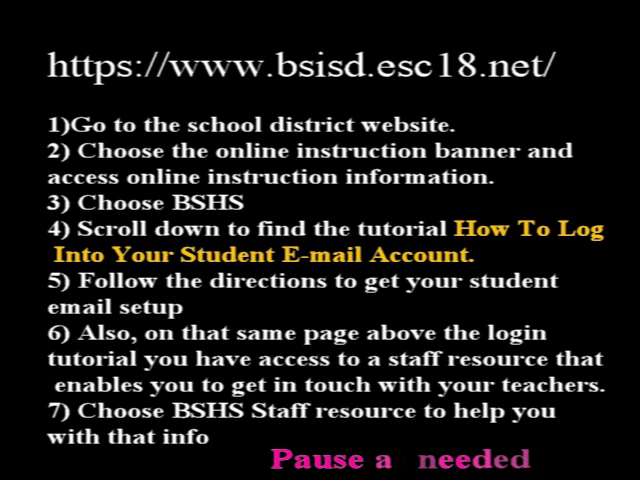 https://www.bsisd.esc18.net/
1)Go to the school district website.
2) Choose the online instruction banner and
access online instruction information.
3) Choose BSHS
4) Scroll down to find the tutorial How To Log
Into Your Student E-mail Account.
5) Follow the directions to get your student
email setup
6) Also, on that same page above the login
tutorial you have access to a staff resource that
enables you to get in touch with your teachers.
7) Choose BSHS Staff resource to help you
with that info
Pause a needed